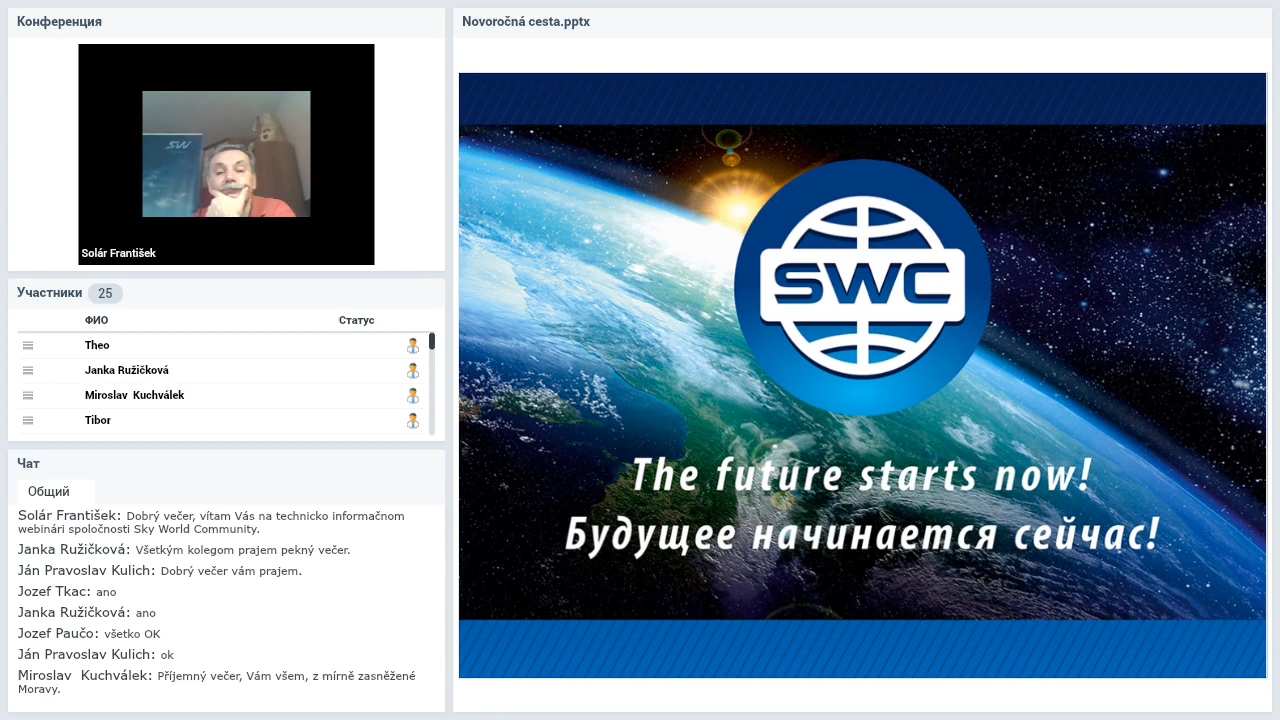 Конференция
Solár František
Участники 25
ФИО Статус
Theo
Janka Ružičková
Miroslav Kuchválek
Tibor
Чат
Общий
Solár František: Dobrý večer, vítam Vás na technicko informačnom
webinári spoločnosti Sky World Community.
Janka Ružičková: Všetkým kolegom prajem pekný večer.
Ján Pravoslav Kulich: Dobrý večer vám prajem.
Jozef Tkac: ano
Janka Ružičková: ano
Jozef Paučo: všetko OK
Ján Pravoslav Kulich: ok
Miroslav Kuchválek: Příjemný večer, Vám všem, z mírně zasněžené
Moravy.
Novoročná cesta.pptx
SWC
The future starts now!
Будущее начинается сейчас!